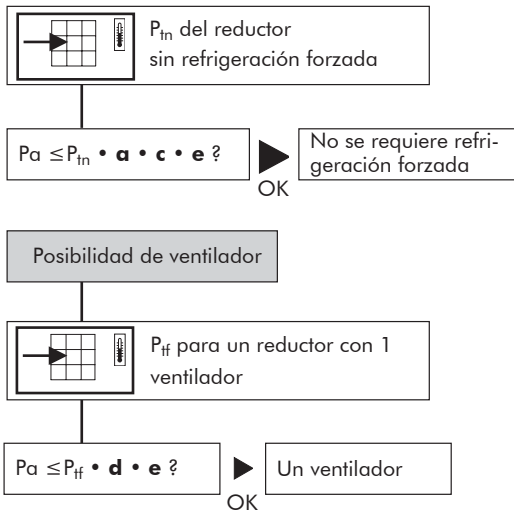 Ptn del reductor
sin refrigeración forzada
Pa ≤Ptn • a • c • e ?
OK
No se requiere refri-
geración forzada
Posibilidad de ventilador
Ptf para un reductor con 1
ventilador
Pa ≤Ptf • d • e ?
OK
Un ventilador